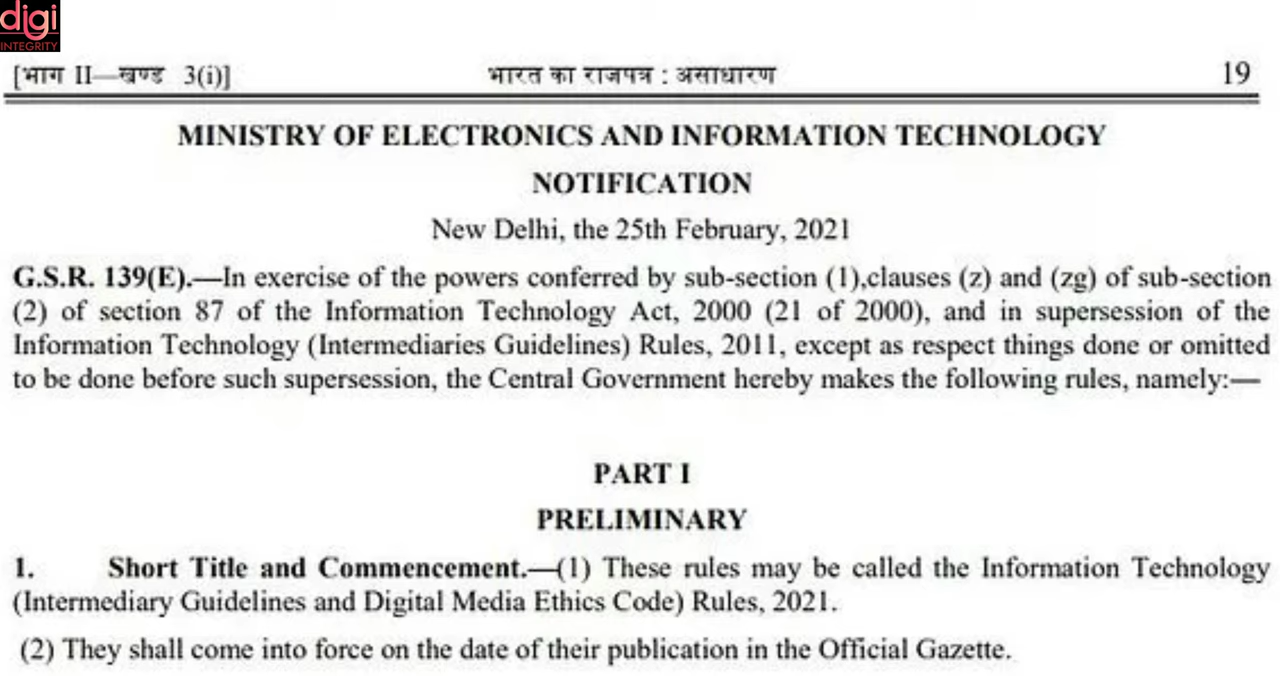 digi
INTEGRITY
[भाग II—खण्ड 3(i)] भारत का राजपत्र : असाधारण 19
MINISTRY OF ELECTRONICS AND INFORMATION TECHNOLOGY
NOTIFICATION
New Delhi, the 25th February, 2021
G.S.R. 139(E).—In exercise of the powers conferred by sub-section (1),clauses (z) and (zg) of sub-section
(2) of section 87 of the Information Technology Act, 2000 (21 of 2000), and in supersession of the
Information Technology (Intermediaries Guidelines) Rules, 2011, except as respect things done or omitted
to be done before such supersession, the Central Government hereby makes the following rules, namely:—
PART I
PRELIMINARY
1. Short Title and Commencement.—(1) These rules may be called the Information Technology
(Intermediary Guidelines and Digital Media Ethics Code) Rules, 2021.
(2) They shall come into force on the date of their publication in the Official Gazette.